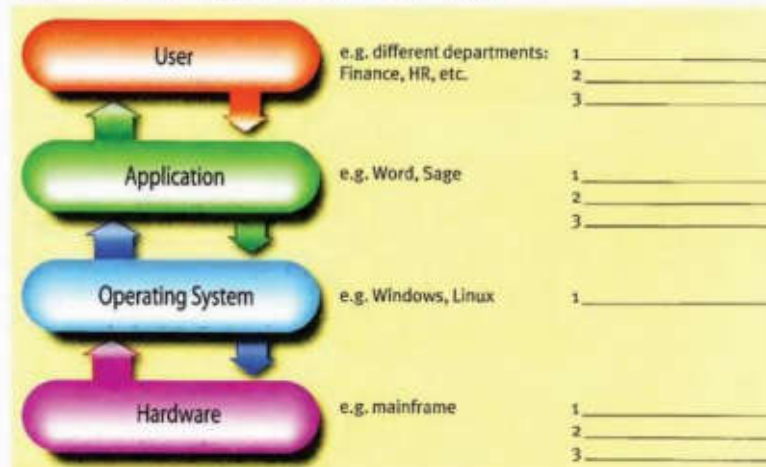 User
e.g. different departments:
Finance, HR, etc.
1
2
3
Application
e.g. Word, Sage
1
2
3
Operating System
e.g. Windows, Linux
1
Hardware
e.g. mainframe
1
2
3